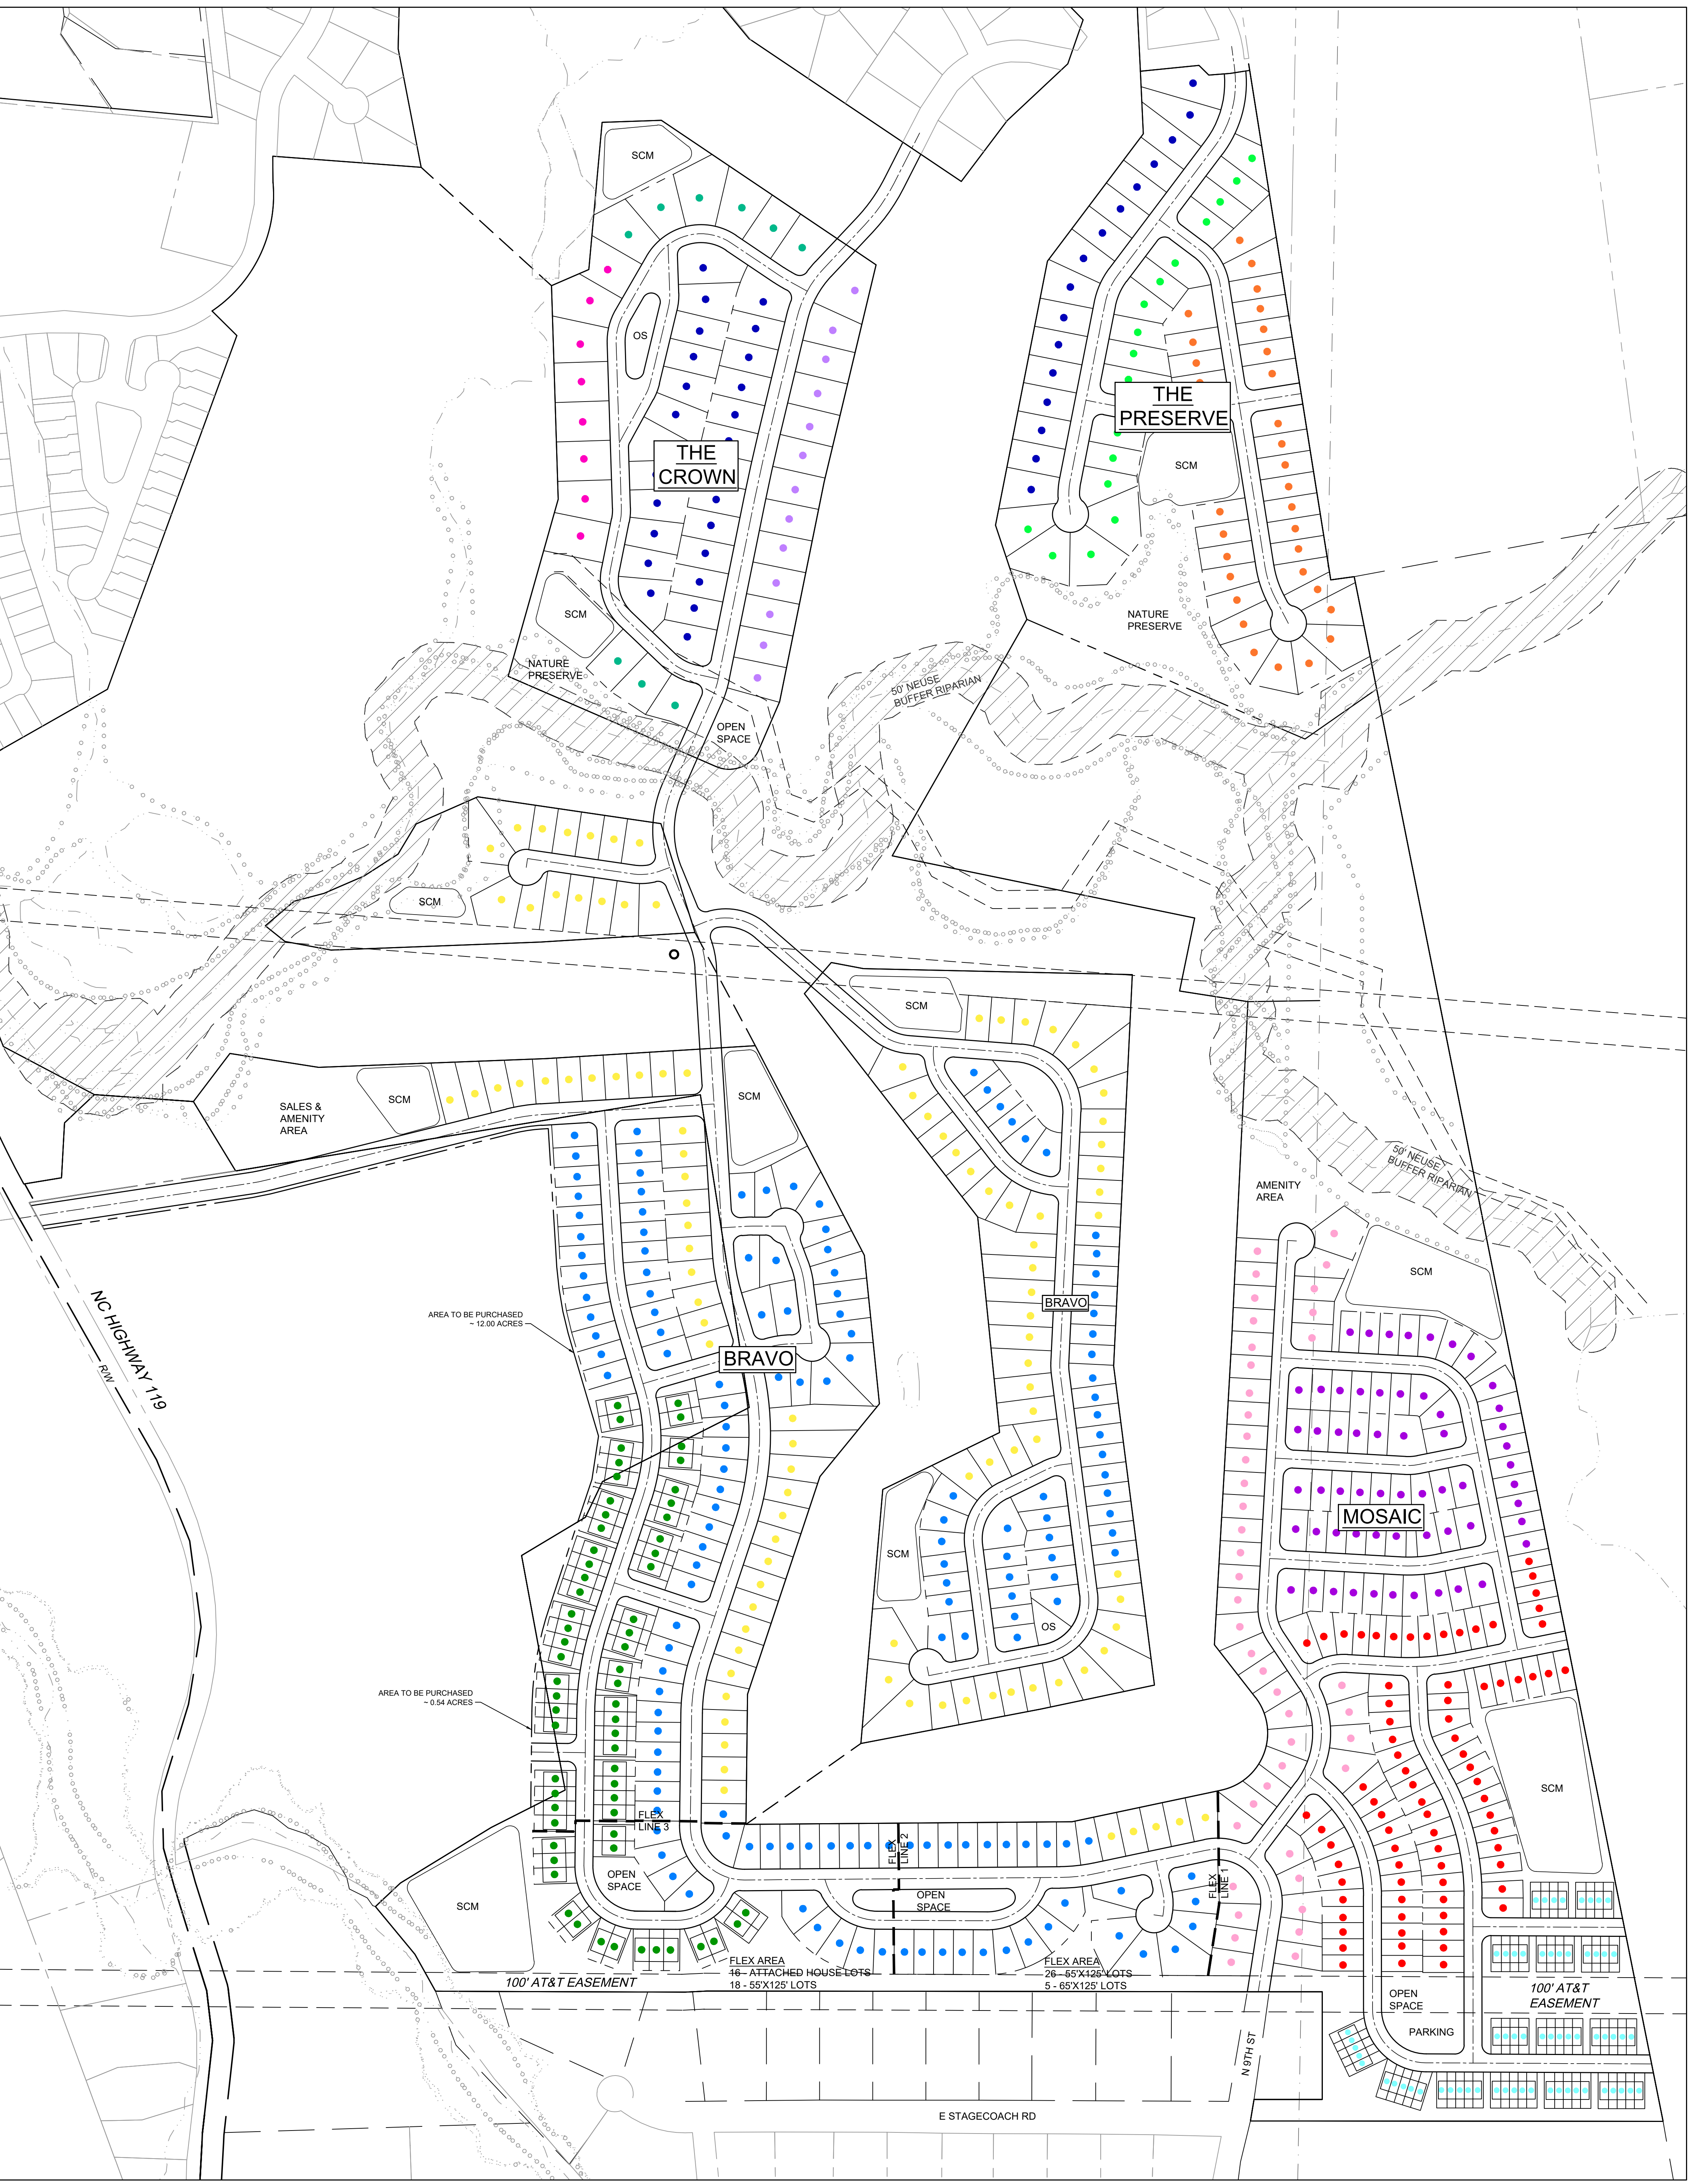 SCM
OS
THE
CROWN
THE
PRESERVE
SCM
SCM
NATURE
PRESERVE
NATURE
PRESERVE
50' NEUSE
BUFFER RIPARIAN
OPEN
SPACE
SCM
SCM
SALES &
AMENITY
AREA
SCM
SCM
50' NEUSE
BUFFER RIPARIAN
AMENITY
AREA
SCM
NC HIGHWAY 119
R/W
AREA TO BE PURCHASED
~ 12.00 ACRES
BRAVO
BRAVO
MOSAIC
SCM
OS
AREA TO BE PURCHASED
~ 0.54 ACRES
SCM
FLEX
LINE 3
FLEX
LINE 2
FLEX
LINE 1
OPEN
SPACE
OPEN
SPACE
SCM
FLEX AREA
16 - ATTACHED HOUSE LOTS
18 - 55'X125' LOTS
FLEX AREA
26 - 55'X125' LOTS
5 - 65'X125' LOTS
100' AT&T EASEMENT
OPEN
SPACE
100' AT&T
EASEMENT
PARKING
N 9TH ST
E STAGECOACH RD